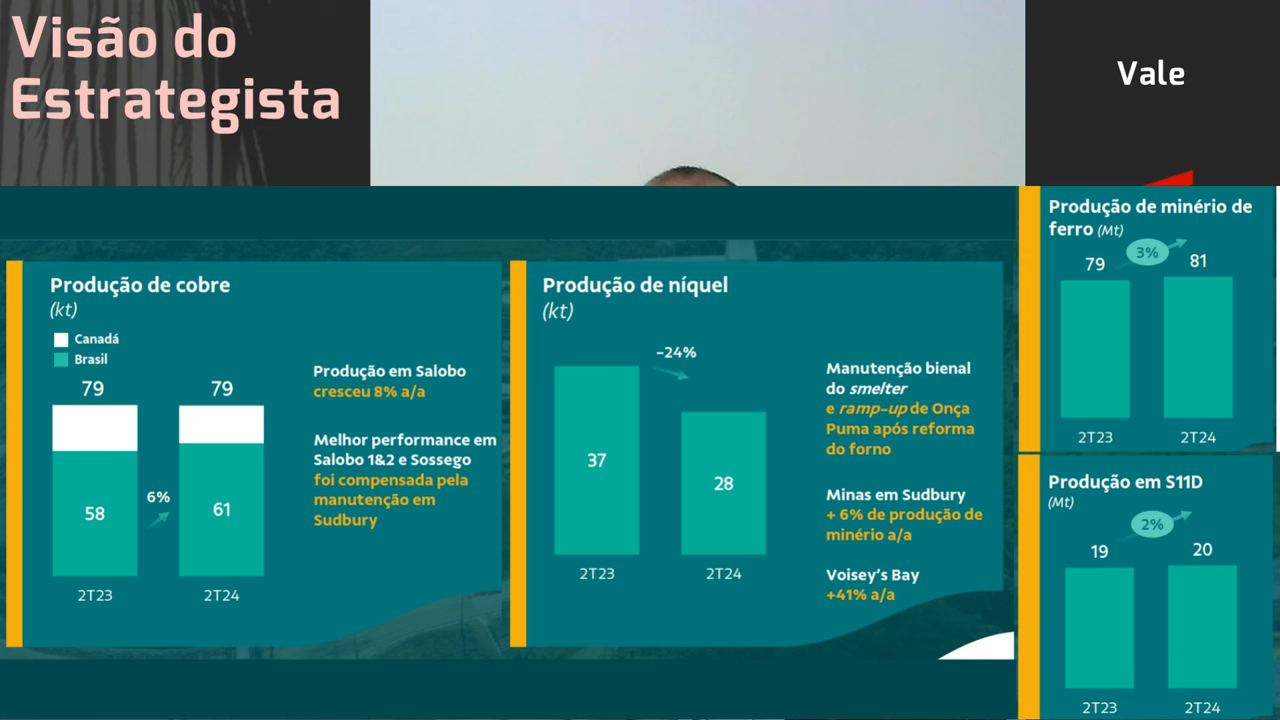 Visão do
Estrategista
Vale
Produção de cobre
(kt)
Canadá
Brasil
79
79
58
6%
61
2T23
2T24
Produção em Salobo
cresceu 8% a/a
Melhor performance em
Salobo 1&2 e Sossego
foi compensada pela
manutenção em
Sudbury
Produção de níquel
(kt)
-24%
37
28
2T23
2T24
Manutenção bienal
do smelter
e ramp-up de Onça
Puma após reforma
do forno
Minas em Sudbury
+ 6% de produção de
minério a/a
Voisey's Bay
+41% a/a
Produção de minério de
ferro (Mt)
3%
79
81
2T23
2T24
Produção em S11D
(Mt)
2%
19
20
2T23
2T24